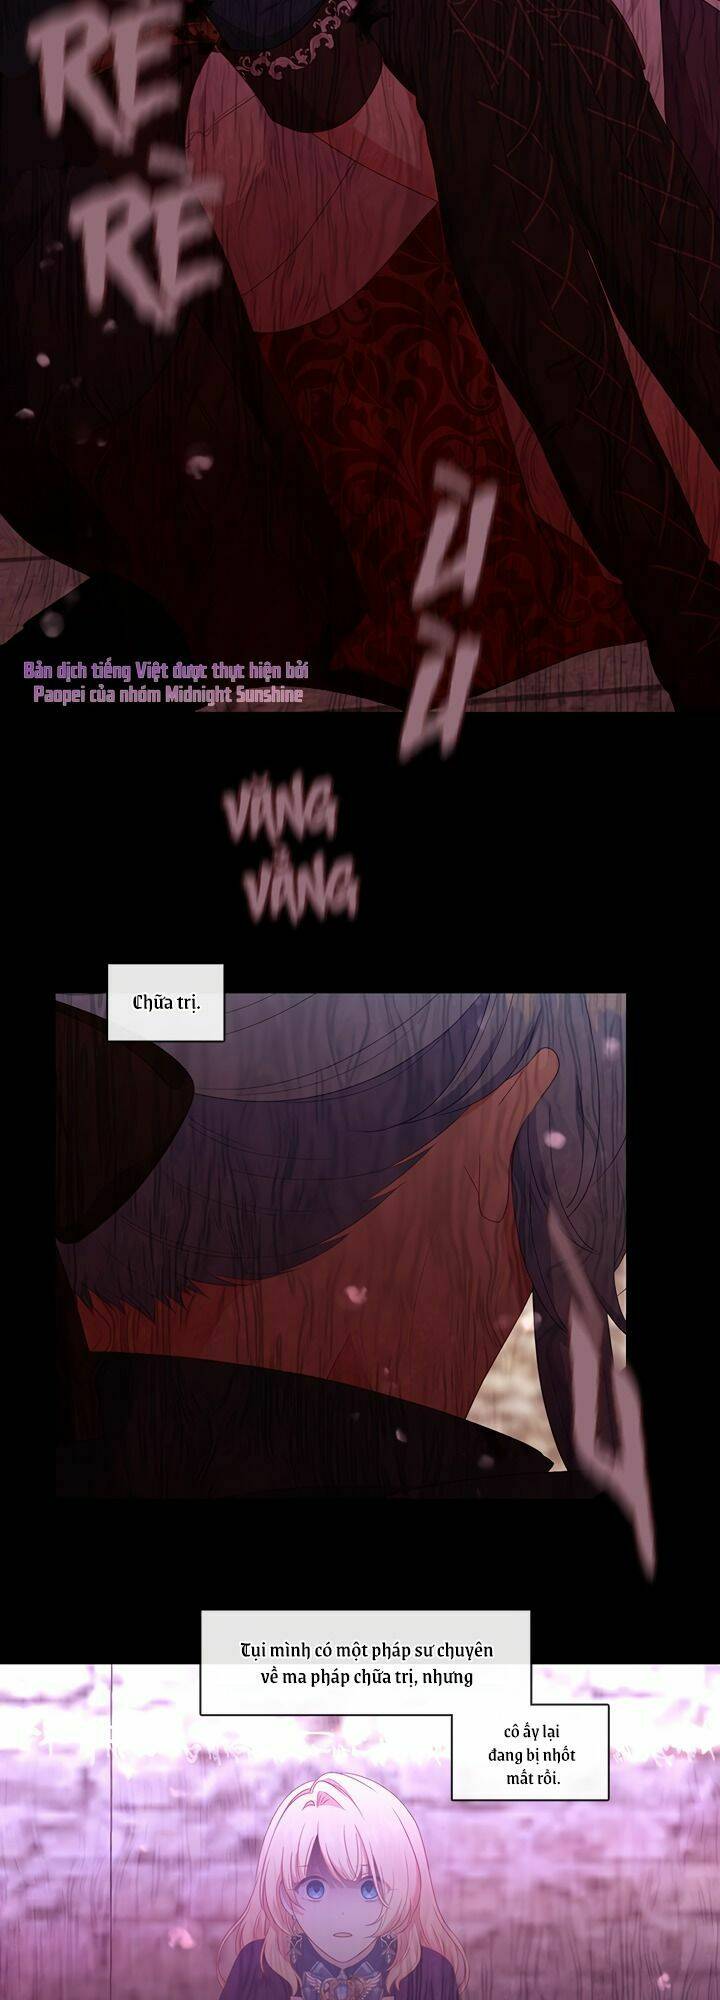 RÈ
RÈ
Ù
Ù
Bản dịch tiếng Việt được thực hiện bởi
Paopei của nhóm Midnight Sunshine
VĂNG
VẲNG
Chữa trị.
Ù
Tụi mình có một pháp sư chuyên
về ma pháp chữa trị, nhưng
cô ấy lại
đang bị nhốt
mất rồi.